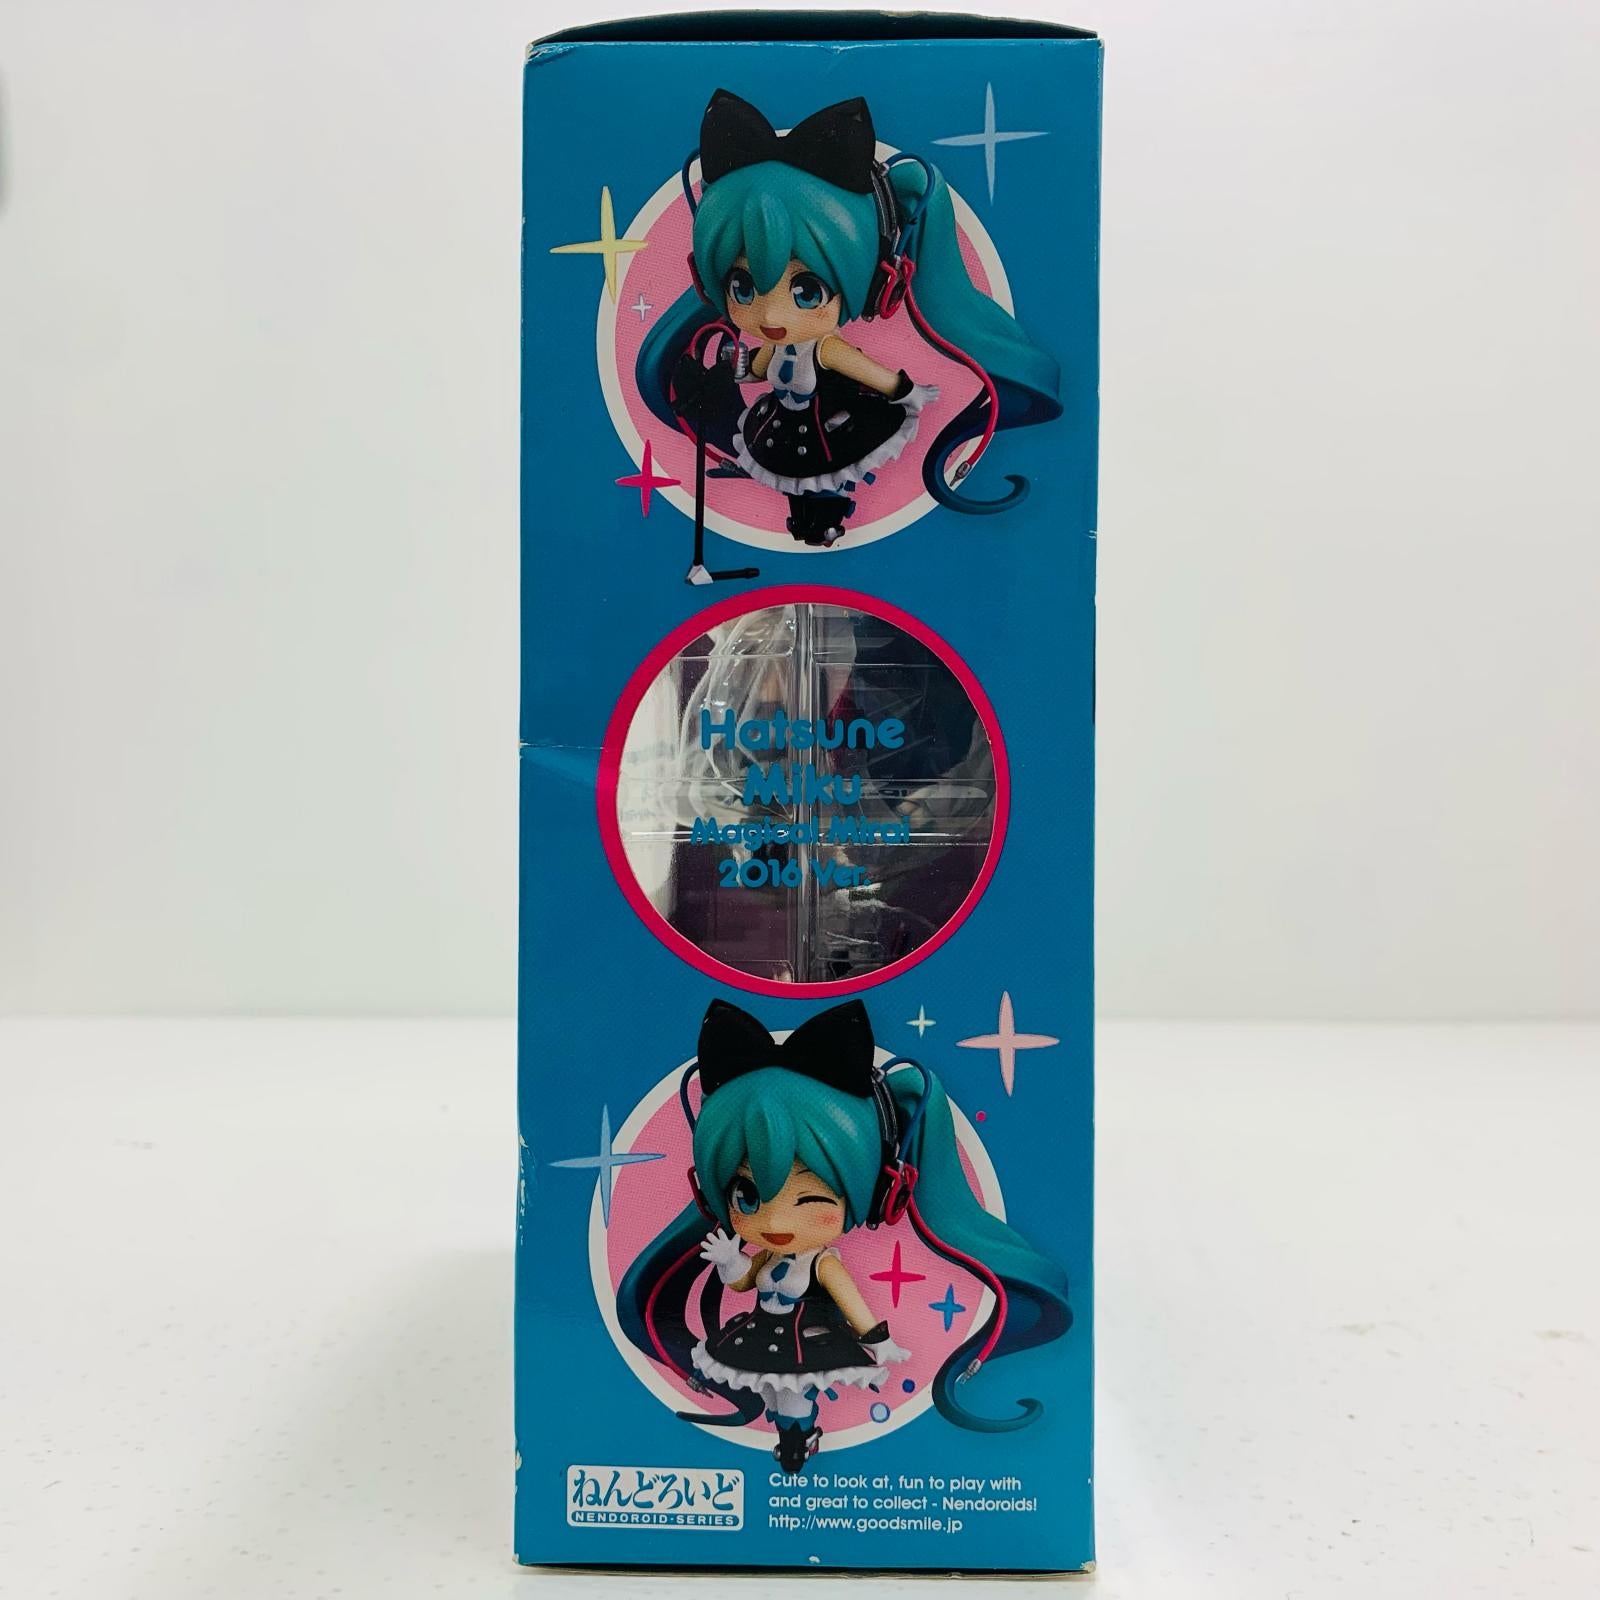 Hatsune
Miku
Magical Mirai
2016 Ver.
ねんどろいど
NENDOROID·SERIES
Cute to look at, fun to play with
and great to collect - Nendoroids!
http://www.goodsmile.jp